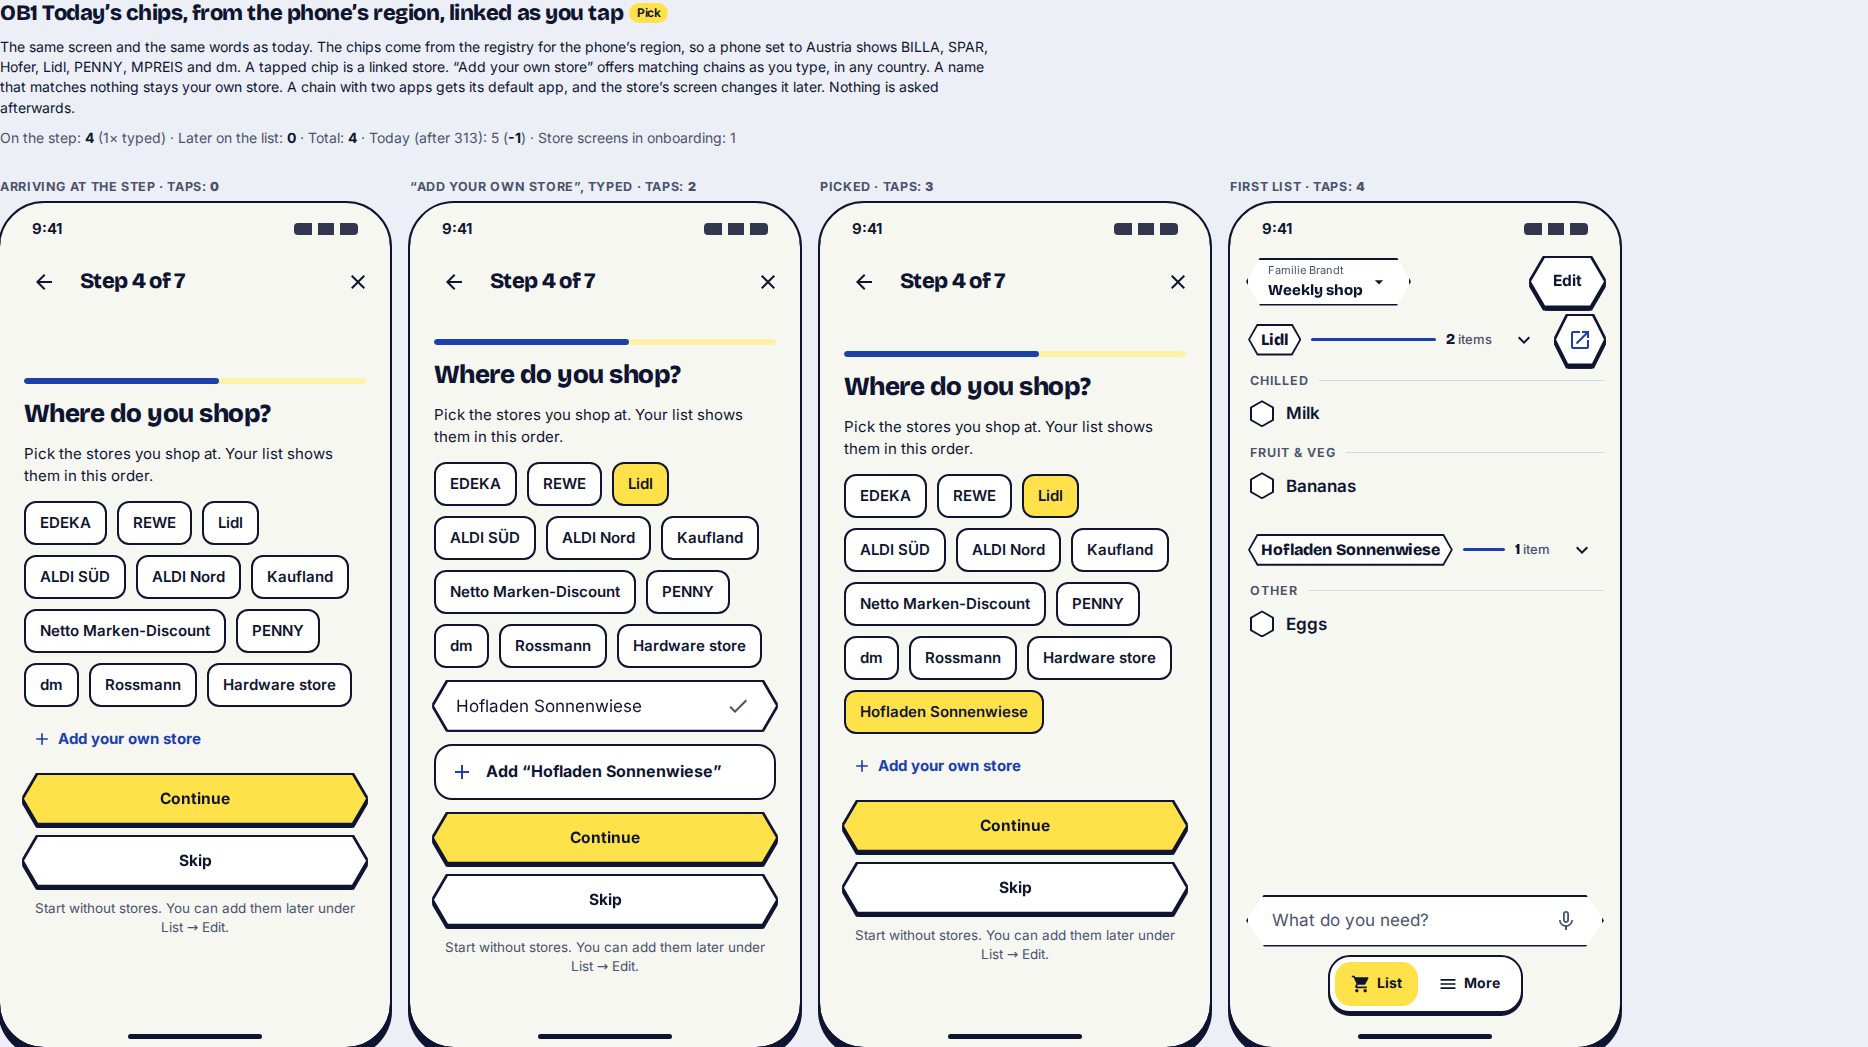 OB1 Today's chips, from the phone's region, linked as you tap Pick
The same screen and the same words as today. The chips come from the registry for the phone's region, so a phone set to Austria shows BILLA, SPAR,
Hofer, Lidl, PENNY, MPREIS and dm. A tapped chip is a linked store. “Add your own store” offers matching chains as you type, in any country. A name
that matches nothing stays your own store. A chain with two apps gets its default app, and the store’s screen changes it later. Nothing is asked
afterwards.
On the step: 4 (1× typed) · Later on the list: 0 · Total: 4 · Today (after 313): 5 (-1) · Store screens in onboarding: 1
ARRIVING AT THE STEP · TAPS: 0
9:41
Step 4 of 7
Where do you shop?
Pick the stores you shop at. Your list shows
them in this order.
EDEKA REWE Lidl
ALDI SÜD ALDI Nord Kaufland
Netto Marken-Discount PENNY
dm Rossmann Hardware store
+ Add your own store
Continue
Skip
Start without stores. You can add them later under
List → Edit.
“ADD YOUR OWN STORE”, TYPED · TAPS: 2
9:41
Step 4 of 7
Where do you shop?
Pick the stores you shop at. Your list shows
them in this order.
EDEKA REWE Lidl
ALDI SÜD ALDI Nord Kaufland
Netto Marken-Discount PENNY
dm Rossmann Hardware store
Hofladen Sonnenwiese
+ Add “Hofladen Sonnenwiese”
Continue
Skip
Start without stores. You can add them later under
List → Edit.
PICKED · TAPS: 3
9:41
Step 4 of 7
Where do you shop?
Pick the stores you shop at. Your list shows
them in this order.
EDEKA REWE Lidl
ALDI SÜD ALDI Nord Kaufland
Netto Marken-Discount PENNY
dm Rossmann Hardware store
Hofladen Sonnenwiese
+ Add your own store
Continue
Skip
Start without stores. You can add them later under
List → Edit.
FIRST LIST · TAPS: 4
9:41
Familie Brandt
Weekly shop
Edit
Lidl 2 items
CHILLED
Milk
FRUIT & VEG
Bananas
Hofladen Sonnenwiese 1 item
OTHER
Eggs
What do you need?
List More